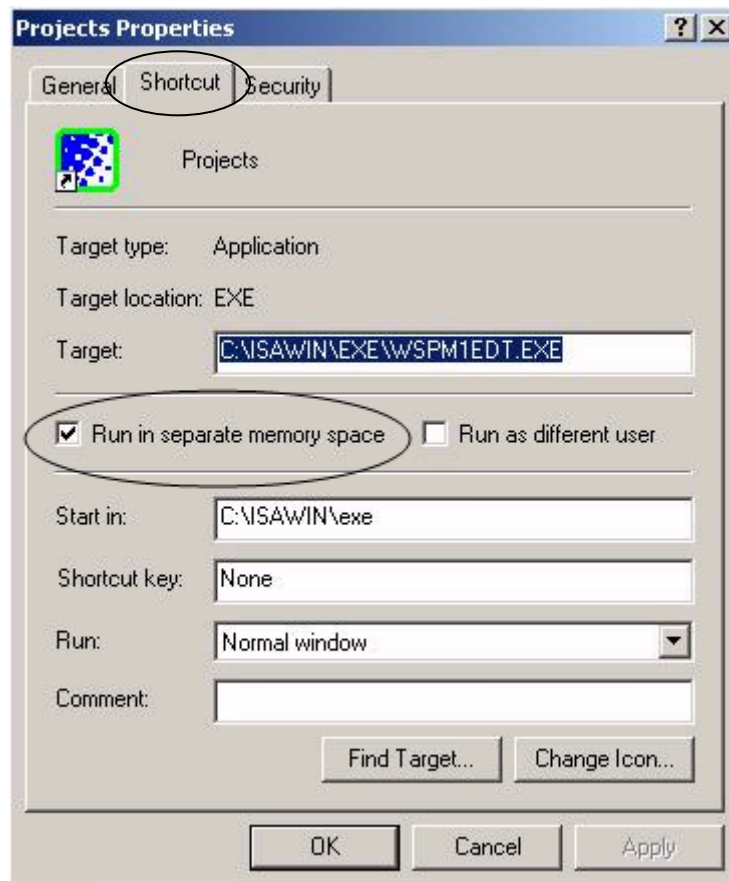 Projects Properties
General Shortcut Security
Projects
Target type: Application
Target location: EXE
Target: C:\ISAWIN\EXE\WSPM1EDT.EXE
Run in separate memory space Run as different user
Start in: C:\ISAWIN\exe
Shortcut key: None
Run: Normal window
Comment:
Find Target... Change Icon...
OK Cancel Apply